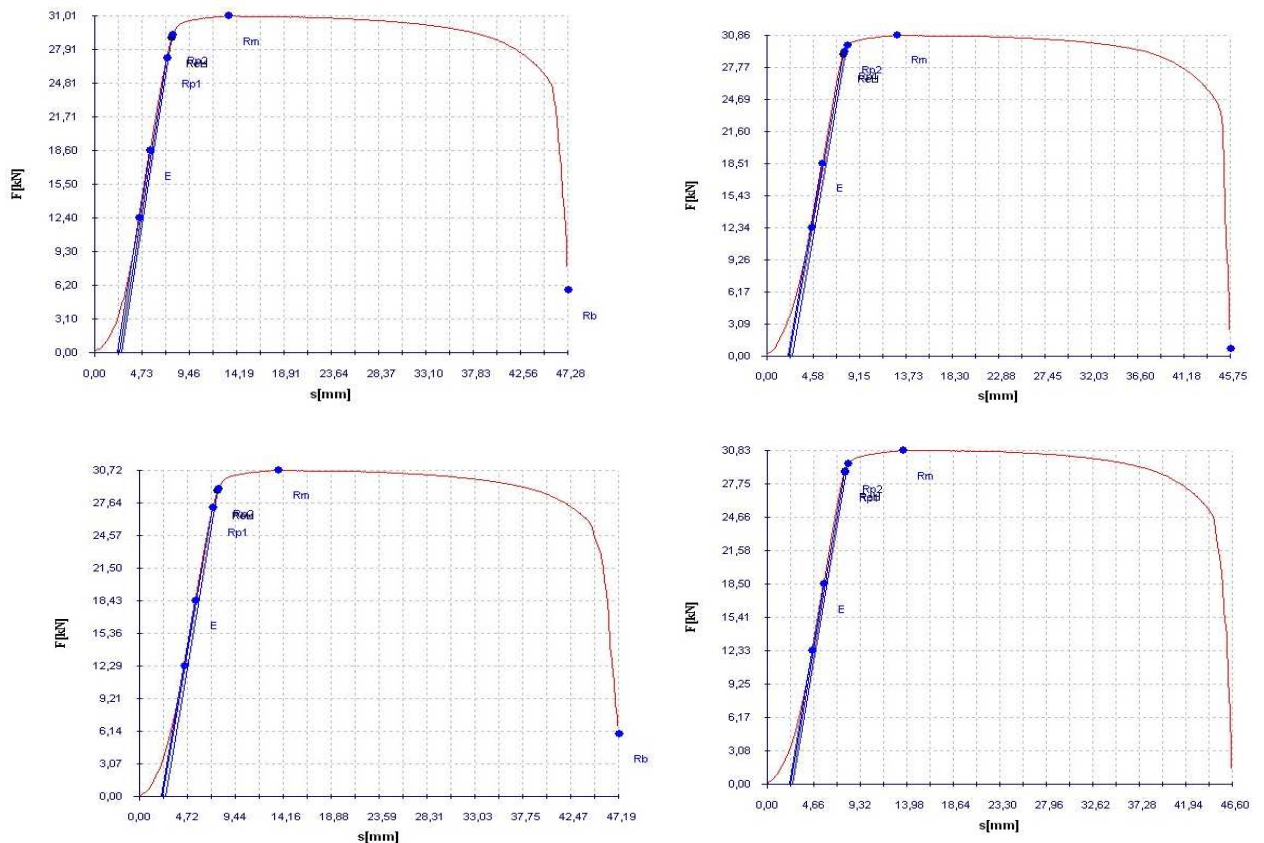 31,01
27,91
24,81
21,71
18,60
15,50
12,40
9,30
6,20
3,10
0,00
F[kN]
Rm
Rp2
Rp1
E
Rb
0,00 4,73 9,46 14,19 18,91 23,64 28,37 33,10 37,83 42,56 47,28
s[mm]
30,86
27,77
24,69
21,60
18,51
15,43
12,34
9,26
6,17
3,09
0,00
F[kN]
Rm
Rp2
E
0,00 4,58 9,15 13,73 18,30 22,88 27,45 32,03 36,60 41,18 45,75
s[mm]
30,72
27,64
24,57
21,50
18,43
15,36
12,29
9,21
6,14
3,07
0,00
F[kN]
Rm
Rp2
Rp1
E
Rb
0,00 4,72 9,44 14,16 18,88 23,59 28,31 33,03 37,75 42,47 47,19
s[mm]
30,83
27,75
24,66
21,58
18,50
15,41
12,33
9,25
6,17
3,08
0,00
F[kN]
Rm
Rp2
E
0,00 4,66 9,32 13,98 18,64 23,30 27,96 32,62 37,28 41,94 46,60
s[mm]